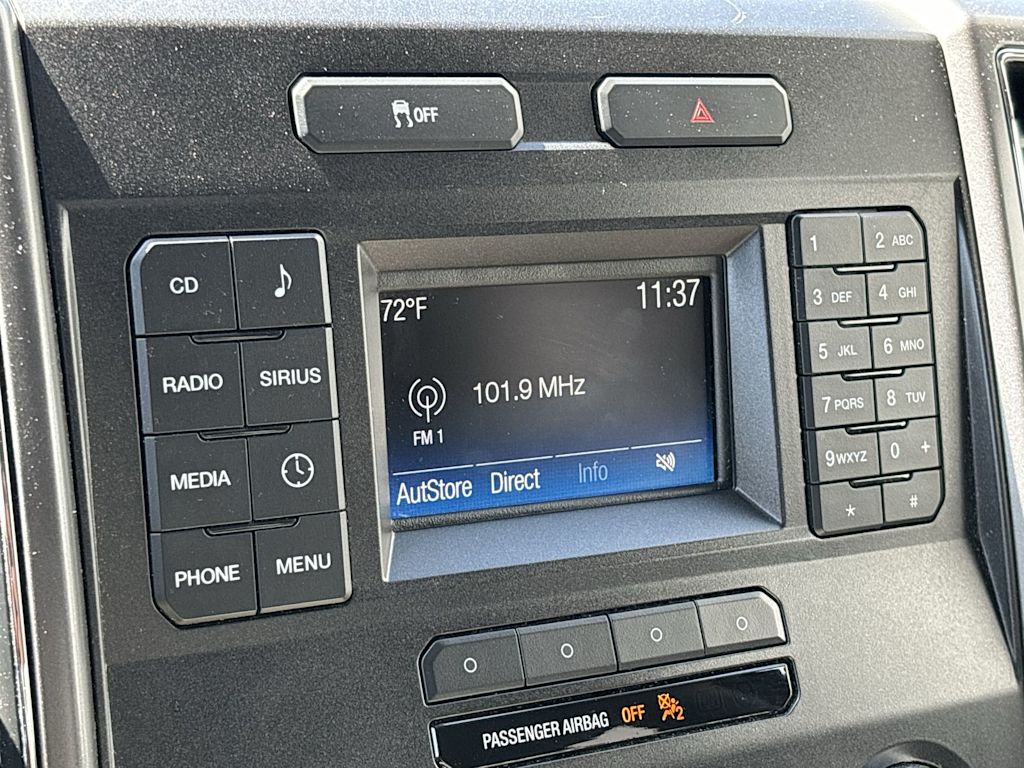 OFF
CD
RADIO SIRIUS
MEDIA
PHONE MENU
72°F 11:37
101.9 MHz
FM 1
AutStore Direct Info
1 2 ABC
3 DEF 4 GHI
5 JKL 6 MNO
7 PQRS 8 TUV
9 WXYZ 0 +
* #
PASSENGER AIRBAG OFF 2